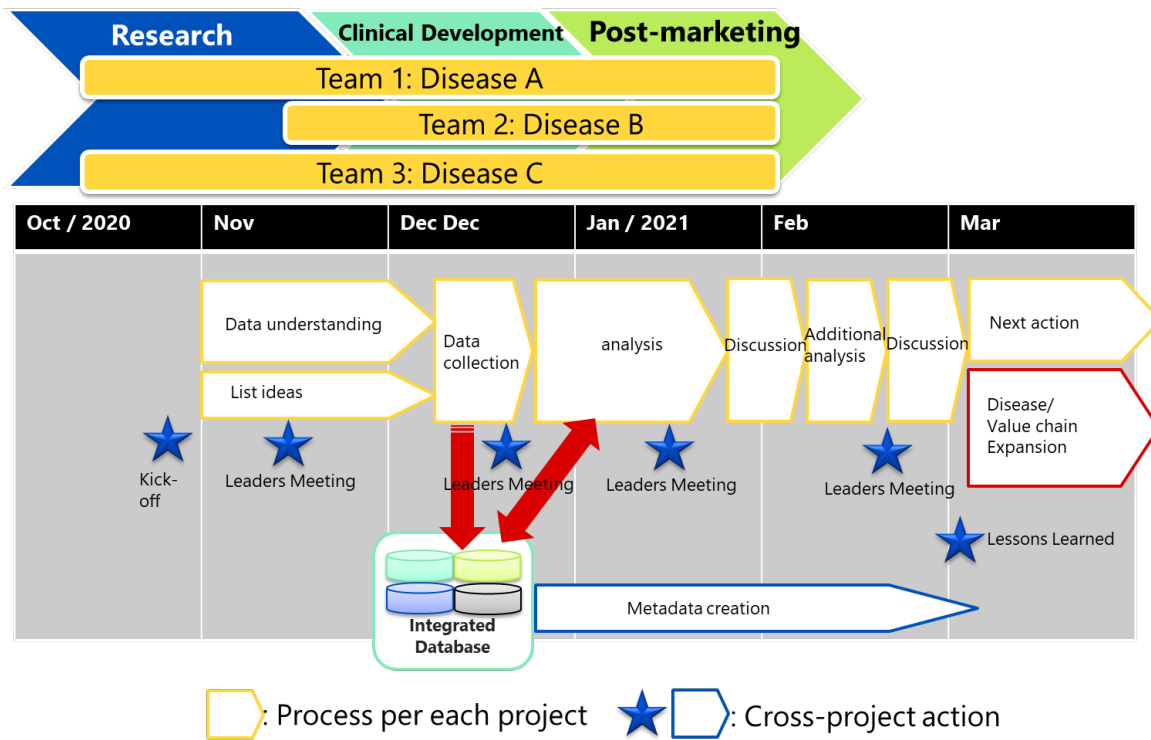 Research
Clinical Development
Post-marketing
Team 1: Disease A
Team 2: Disease B
Team 3: Disease C
Oct / 2020
Nov
Dec Dec
Jan / 2021
Feb
Mar
Data understanding
List ideas
Data
collection
analysis
Discussion
Additional
analysis
Discussion
Next action
Disease/
Value chain
Expansion
Kick-
off
Leaders Meeting
Leaders Meeting
Leaders Meeting
Leaders Meeting
Lessons Learned
Integrated
Database
Metadata creation
: Process per each project
: Cross-project action